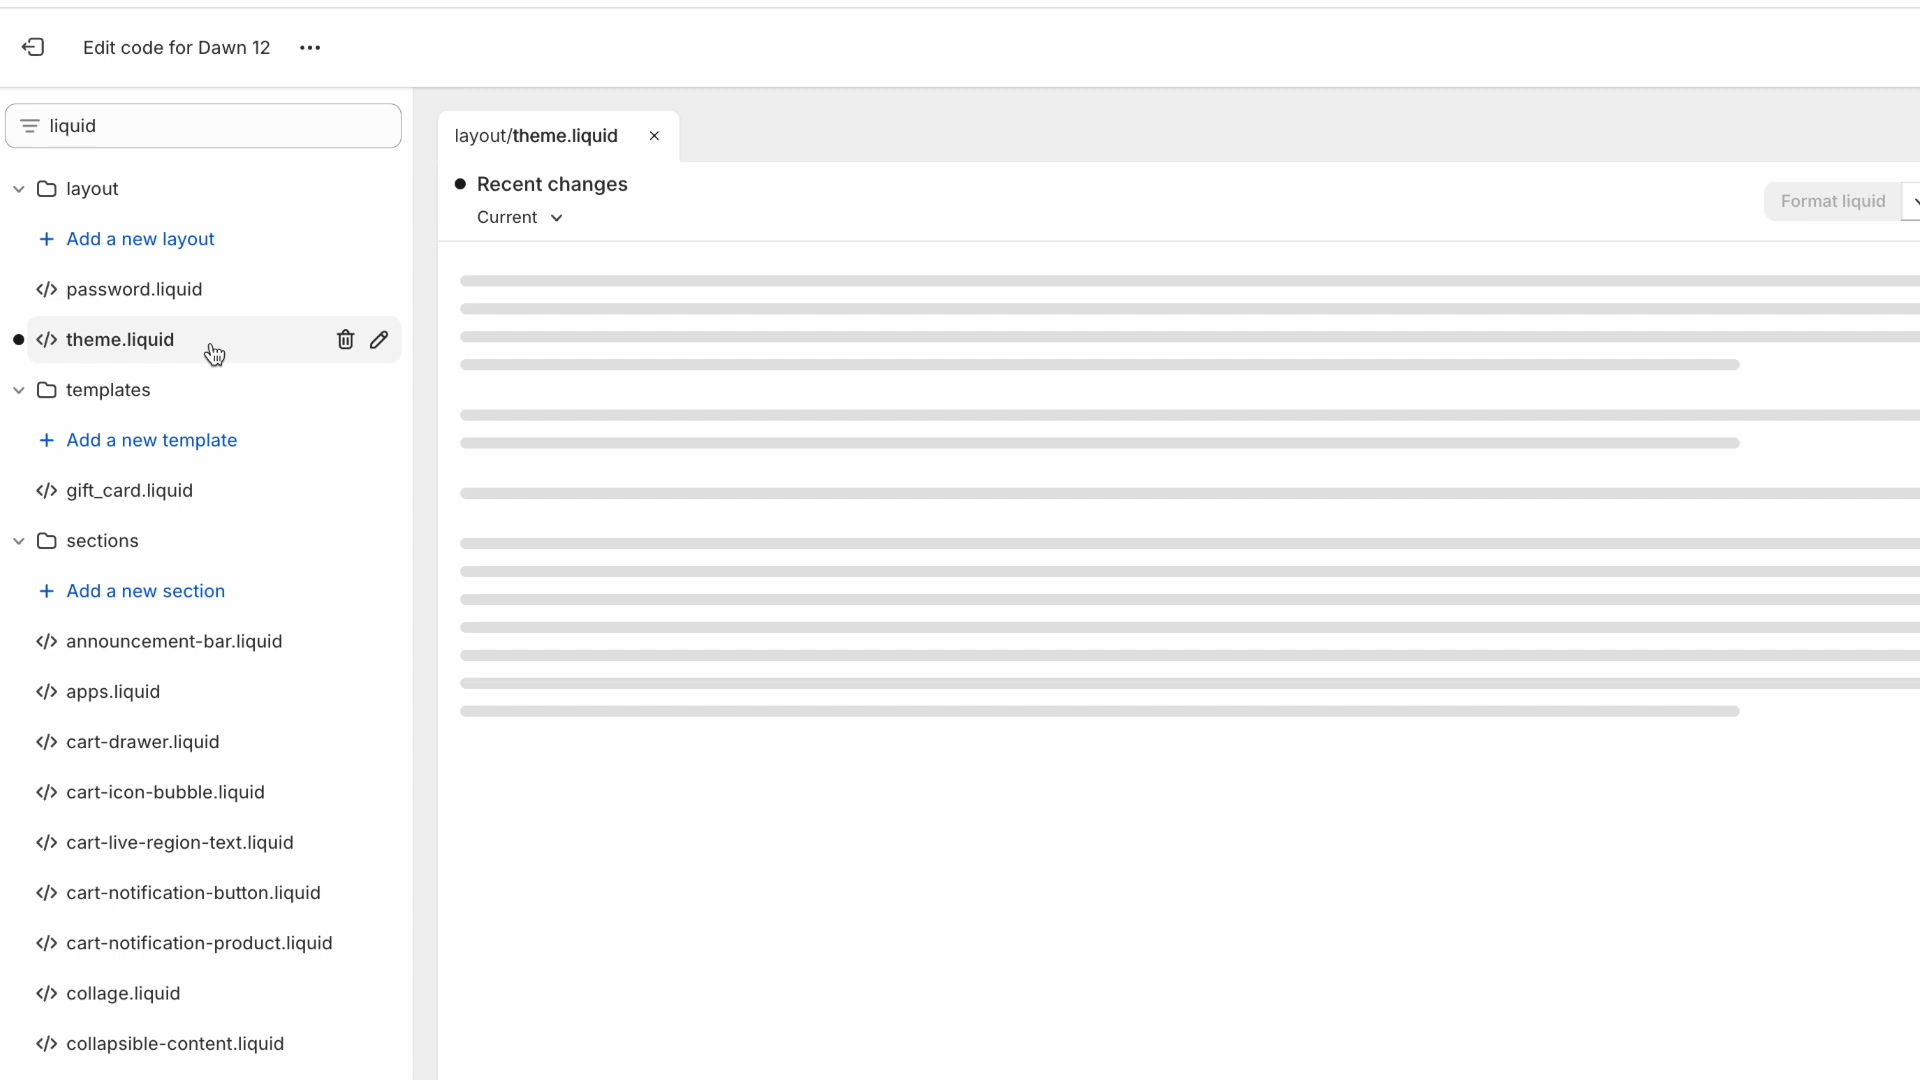 Edit code for Dawn 12
liquid
layout
Add a new layout
password.liquid
theme.liquid
templates
Add a new template
gift_card.liquid
sections
Add a new section
announcement-bar.liquid
apps.liquid
cart-drawer.liquid
cart-icon-bubble.liquid
cart-live-region-text.liquid
cart-notification-button.liquid
cart-notification-product.liquid
collage.liquid
collapsible-content.liquid
layout/theme.liquid
Recent changes
Current
Format liquid